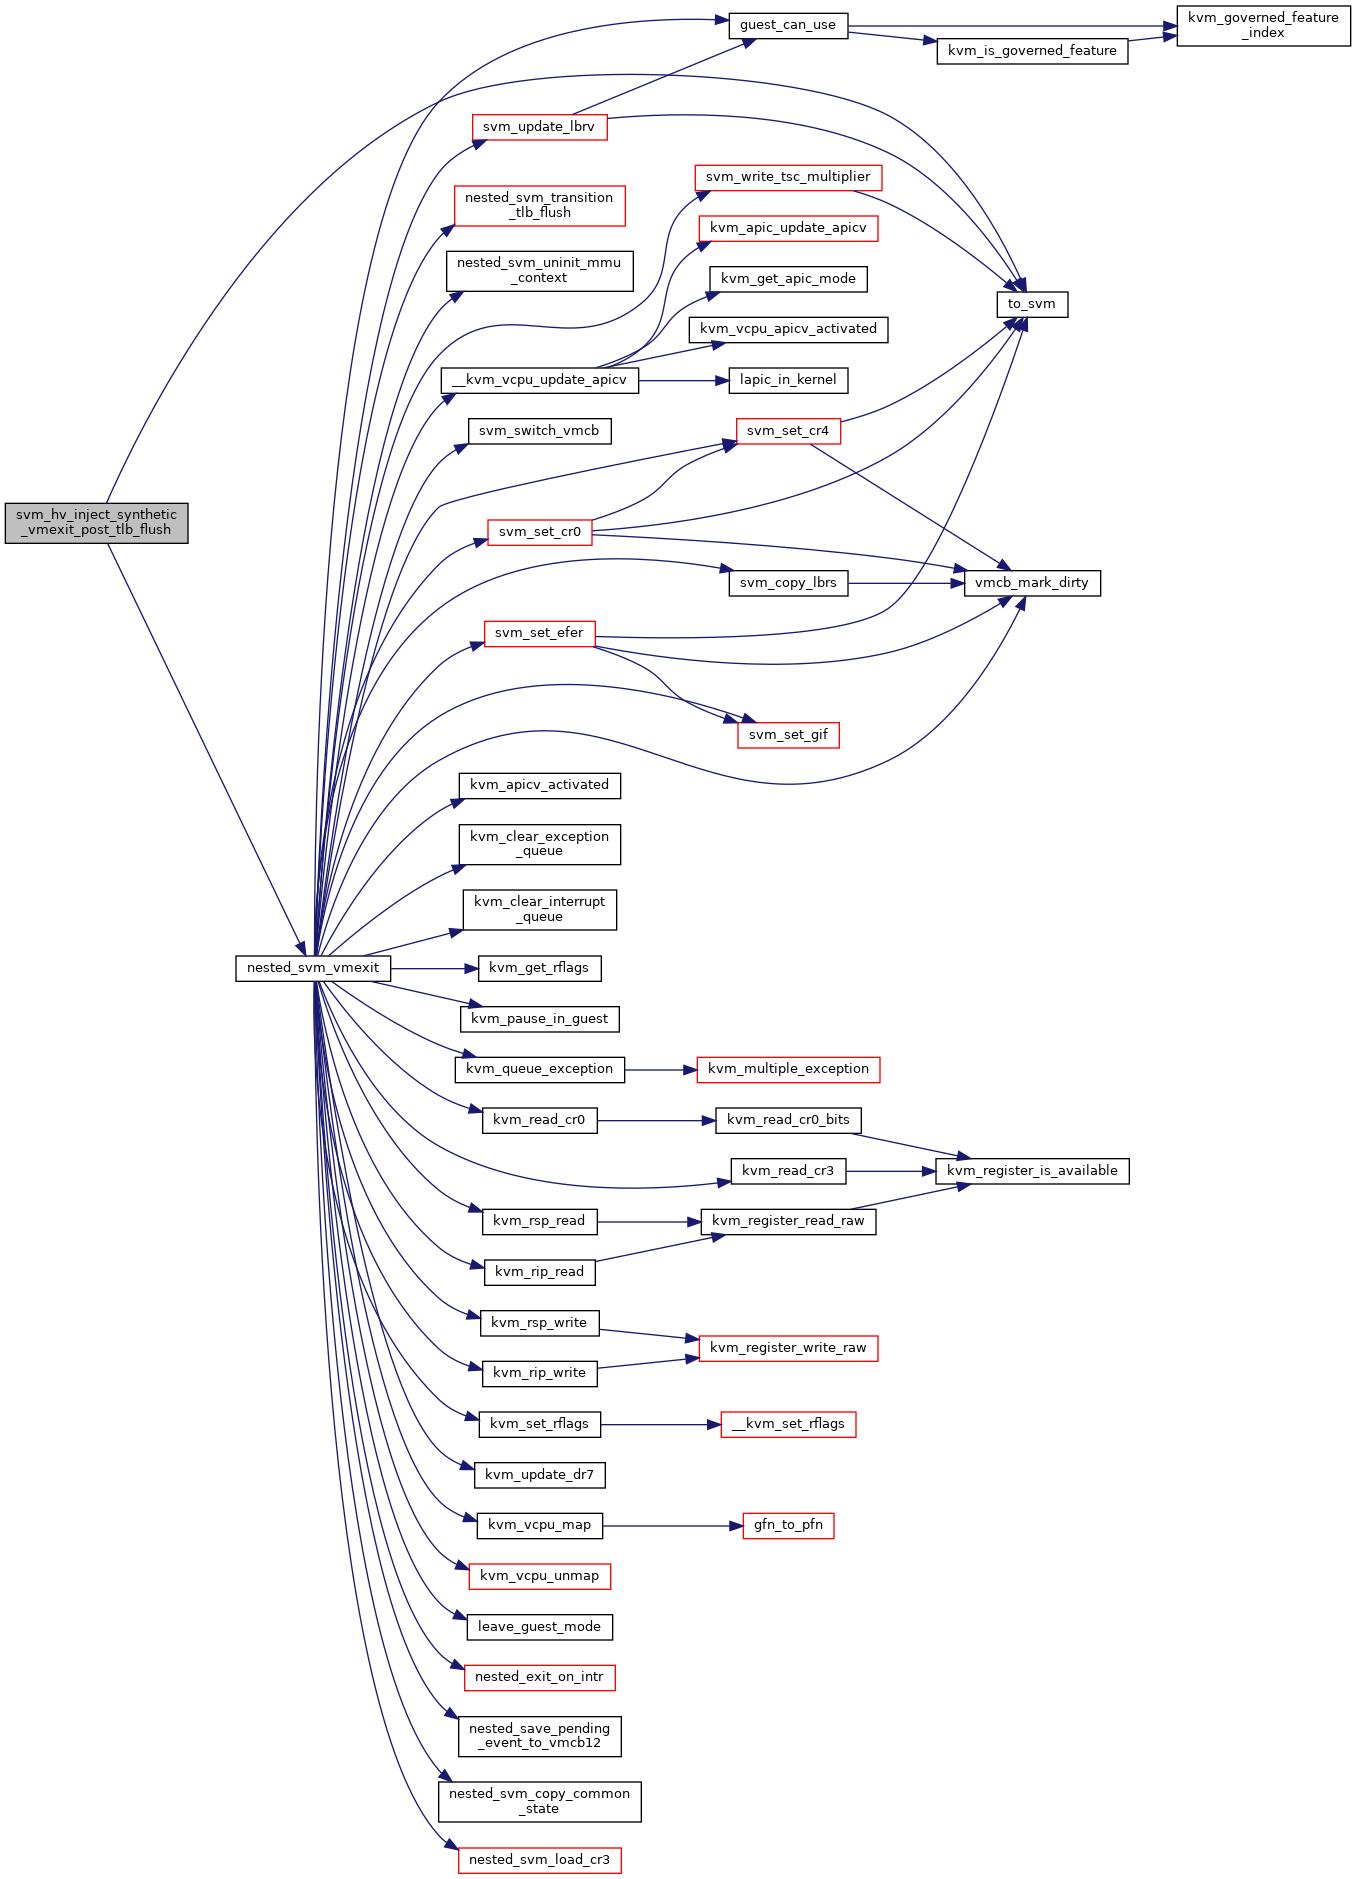 guest_can_use
kvm_governed_feature
_index
kvm_is_governed_feature
svm_update_lbrv
svm_write_tsc_multiplier
nested_svm_transition
_tlb_flush
kvm_apic_update_apicv
nested_svm_uninit_mmu
_context
kvm_get_apic_mode
to_svm
kvm_vcpu_apicv_activated
__kvm_vcpu_update_apicv
lapic_in_kernel
svm_switch_vmcb
svm_set_cr4
svm_hv_inject_synthetic
_vmexit_post_tlb_flush
svm_set_cr0
svm_copy_lbrs
vmcb_mark_dirty
svm_set_efer
svm_set_gif
kvm_apicv_activated
kvm_clear_exception
_queue
kvm_clear_interrupt
_queue
nested_svm_vmexit
kvm_get_rflags
kvm_pause_in_guest
kvm_queue_exception
kvm_multiple_exception
kvm_read_cr0
kvm_read_cr0_bits
kvm_read_cr3
kvm_register_is_available
kvm_rsp_read
kvm_register_read_raw
kvm_rip_read
kvm_rsp_write
kvm_register_write_raw
kvm_rip_write
kvm_set_rflags
__kvm_set_rflags
kvm_update_dr7
kvm_vcpu_map
gfn_to_pfn
kvm_vcpu_unmap
leave_guest_mode
nested_exit_on_intr
nested_save_pending
_event_to_vmcb12
nested_svm_copy_common
_state
nested_svm_load_cr3